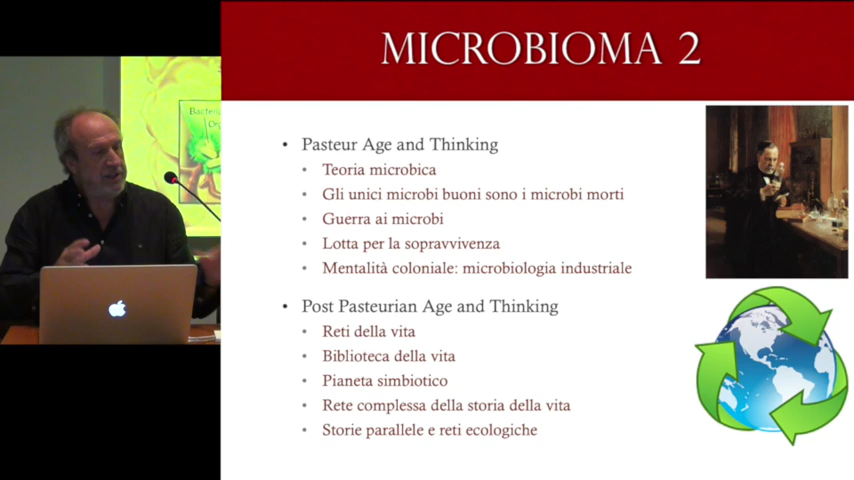 MICROBIOMA 2
Bacteri
Or
• Pasteur Age and Thinking
• Teoria microbica
• Gli unici microbi buoni sono i microbi morti
• Guerra ai microbi
• Lotta per la sopravvivenza
• Mentalità coloniale: microbiologia industriale
• Post Pasteurian Age and Thinking
• Reti della vita
• Biblioteca della vita
• Pianeta simbiotico
• Rete complessa della storia della vita
• Storie parallele e reti ecologiche